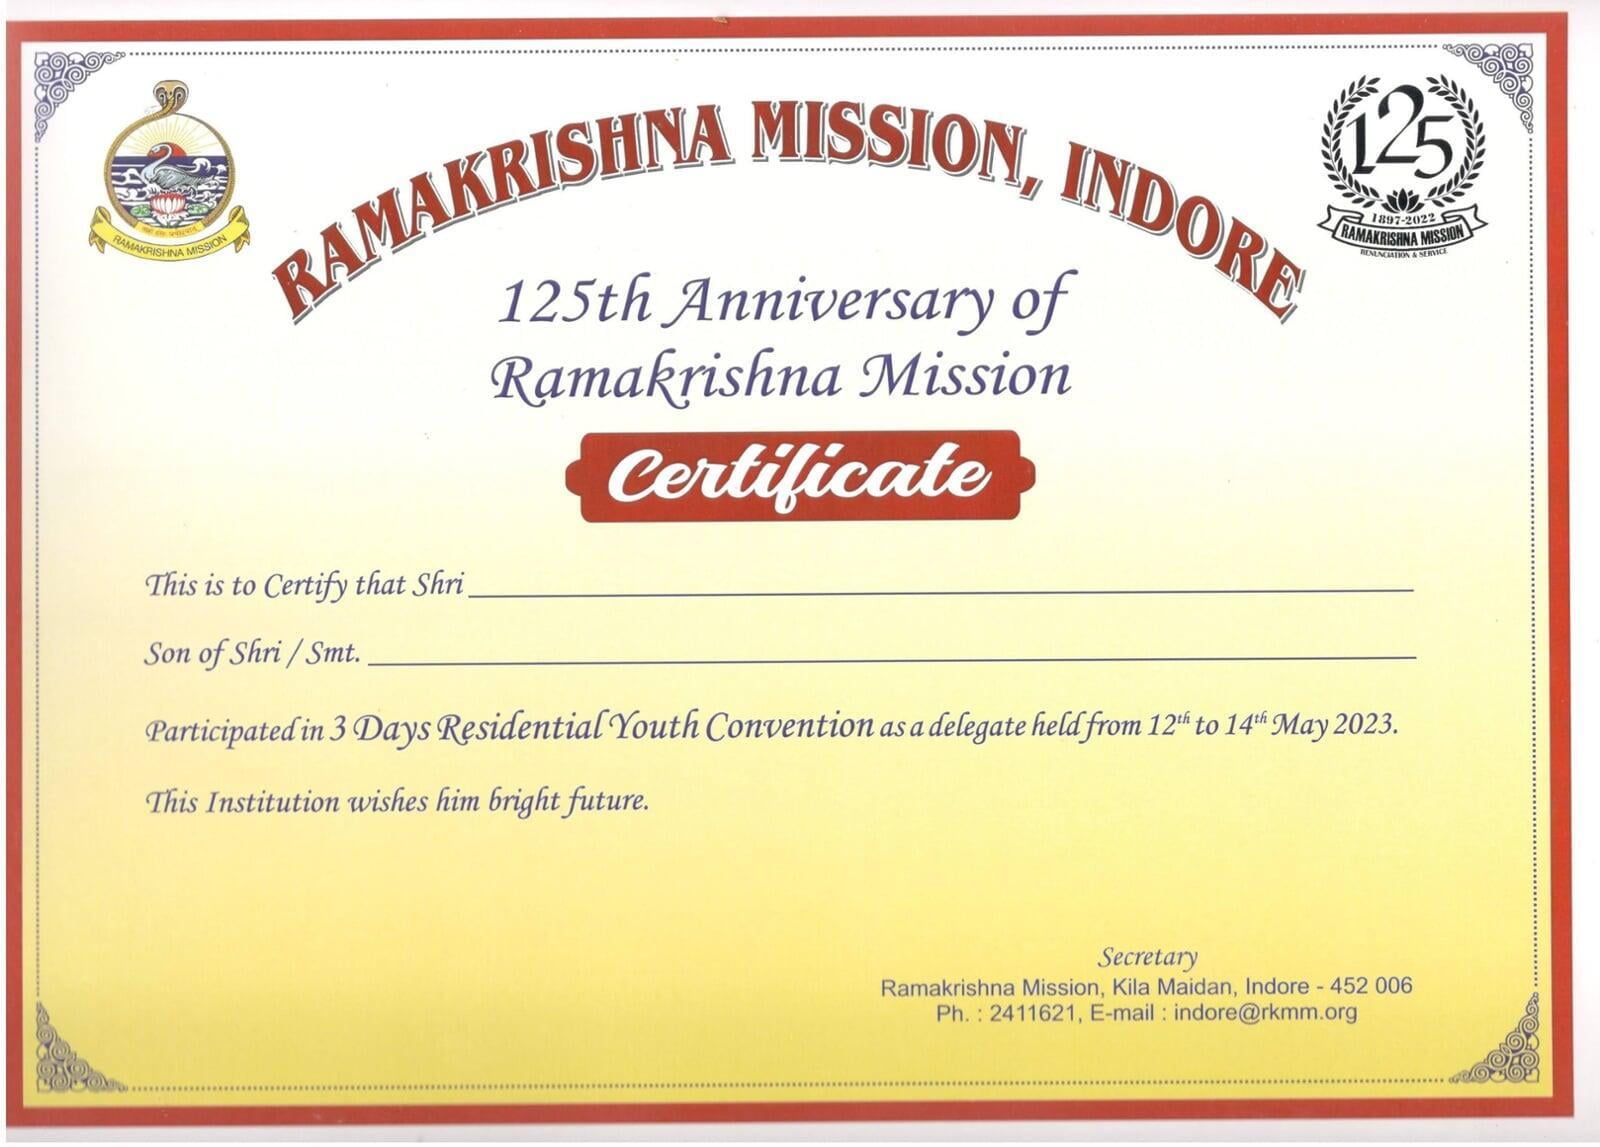 RAMAKRISHNA MISSION, INDORE
RAMAKRISHNA MISSION
125
1897-2022
RAMAKRISHNA MISSION
RENUNCIATION & SERVICE
125th Anniversary of
Ramakrishna Mission
Certificate
This is to Certify that Shri
Son of Shri / Smt.
Participated in 3 Days Residential Youth Convention as a delegate held from 12th to 14th May 2023.
This Institution wishes him bright future.
Secretary
Ramakrishna Mission, Kila Maidan, Indore - 452 006
Ph. : 2411621, E-mail : indore@rkmm.org